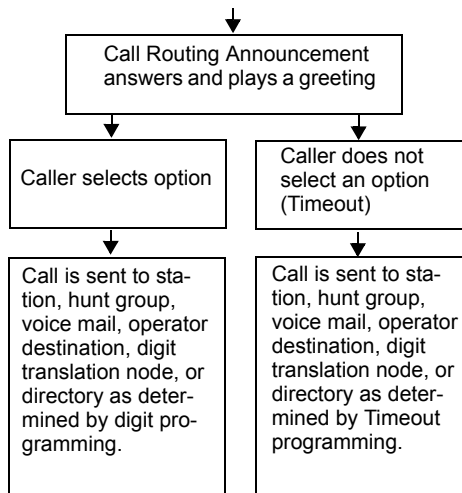 Call Routing Announcement
answers and plays a greeting
Caller selects option
Caller does not
select an option
(Timeout)
Call is sent to sta-
tion, hunt group,
voice mail, operator
destination, digit
translation node, or
directory as deter-
mined by digit pro-
gramming.
Call is sent to sta-
tion, hunt group,
voice mail, operator
destination, digit
translation node, or
directory as deter-
mined by Timeout
programming.